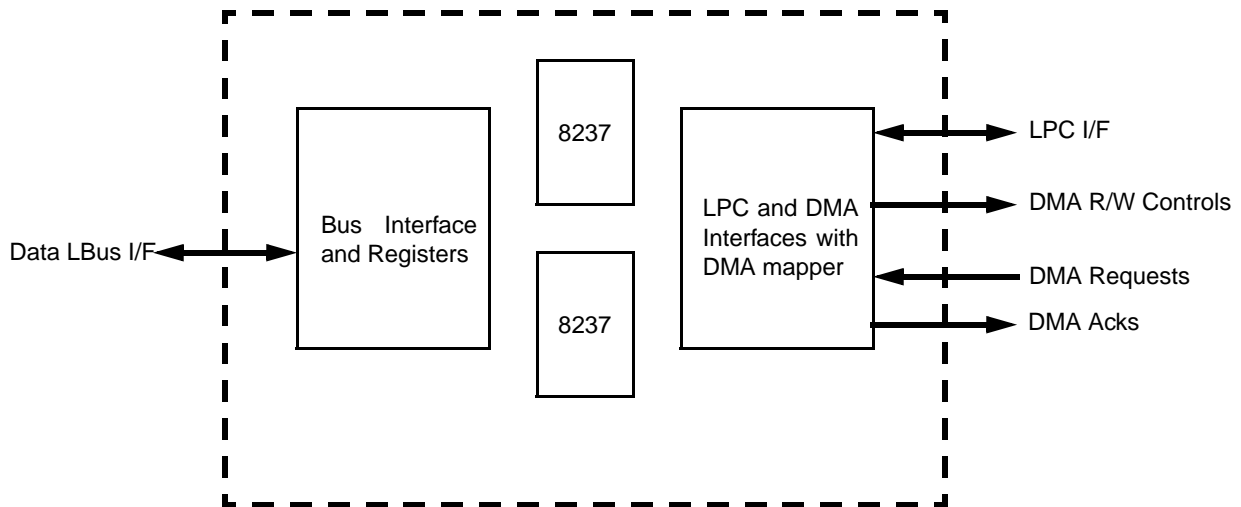 Data LBus I/F
Bus Interface
and Registers
8237
8237
LPC and DMA
Interfaces with
DMA mapper
LPC I/F
DMA R/W Controls
DMA Requests
DMA Acks